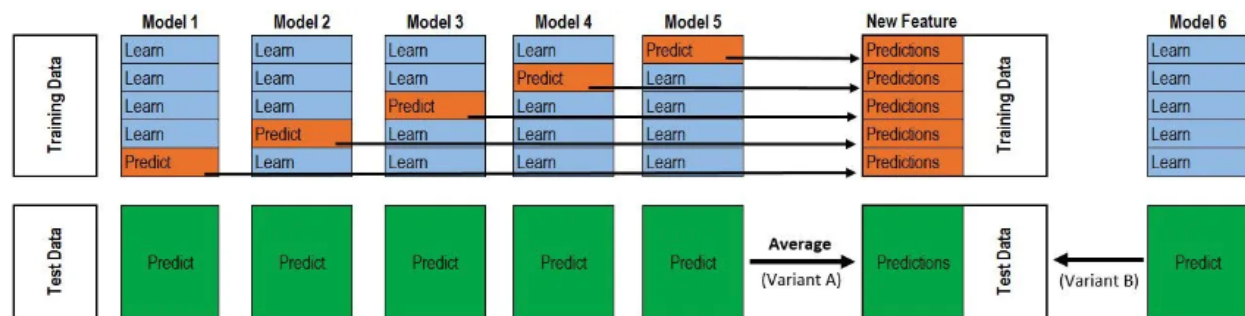 Model 1 Model 2 Model 3 Model 4 Model 5 New Feature Model 6
Training Data
Learn Learn Learn Learn Predict Predictions Learn
Learn Learn Learn Predict Learn Predictions Learn
Learn Learn Predict Learn Learn Predictions Learn
Learn Predict Learn Learn Learn Predictions Learn
Predict Learn Learn Learn Learn Predictions Learn
Training Data
Test Data
Predict Predict Predict Predict Predict
Average
(Variant A)
Predictions
Test Data
(Variant B)
Predict